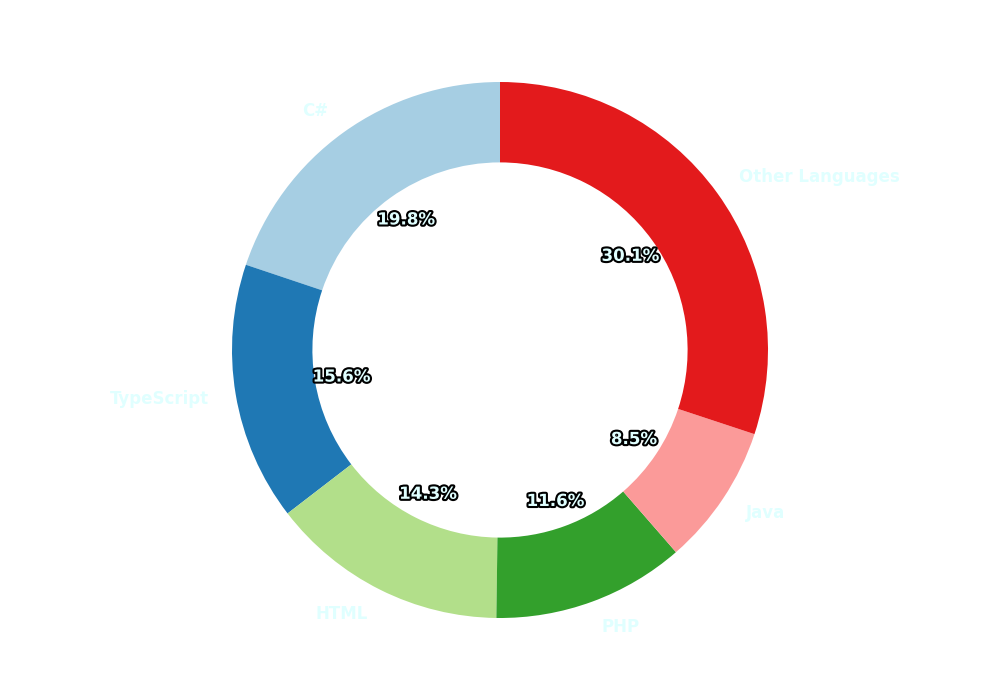 C#
Other Languages
19.8%
30.1%
15.6%
TypeScript
8.5%
14.3%
11.6%
Java
HTML
PHP